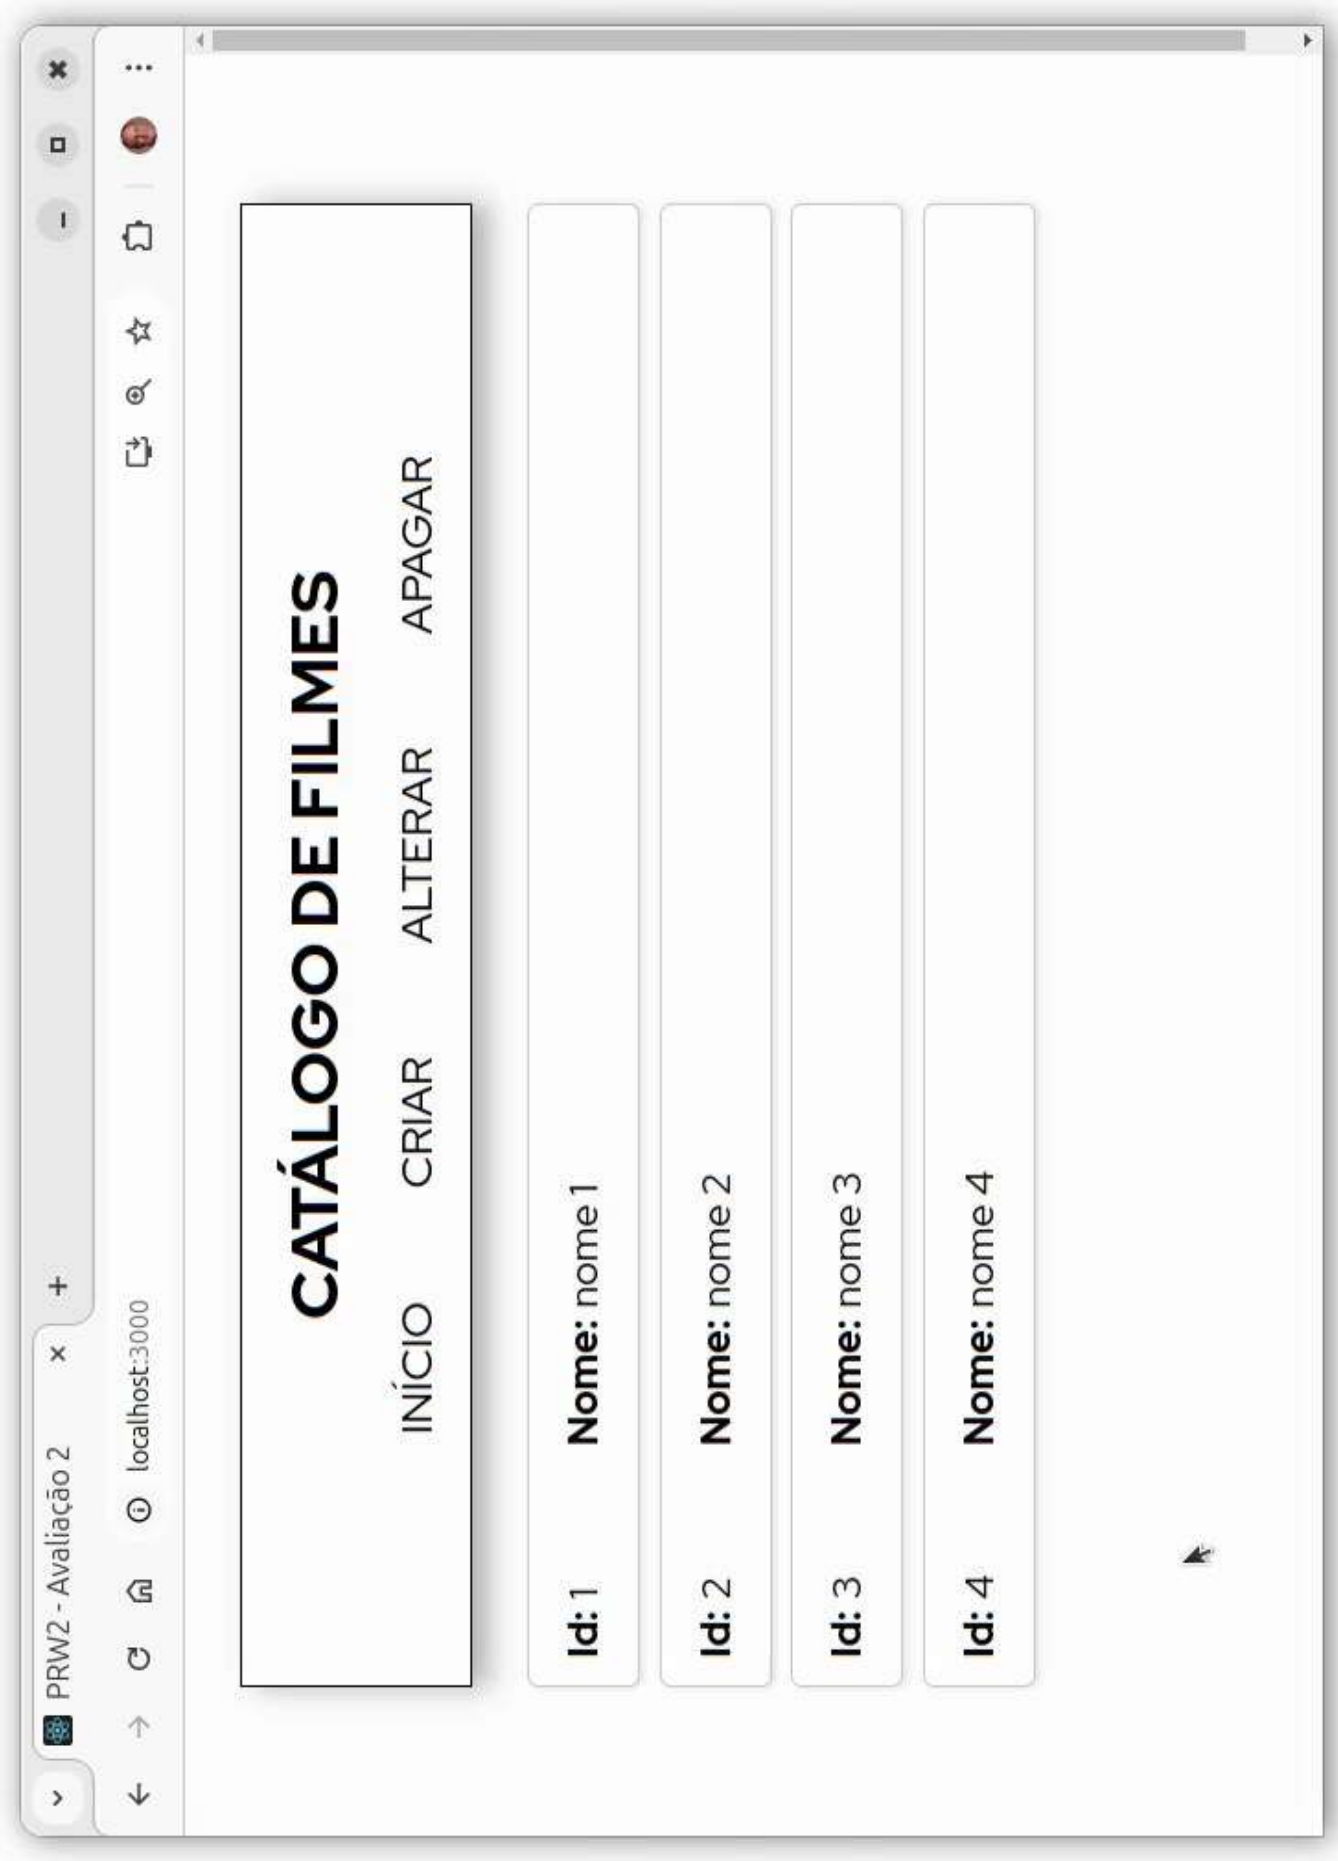 PRW2 - Avaliação 2
localhost:3000
CATÁLOGO DE FILMES
INÍCIO CRIAR ALTERAR APAGAR
Id: 1 Nome: nome 1
Id: 2 Nome: nome 2
Id: 3 Nome: nome 3
Id: 4 Nome: nome 4